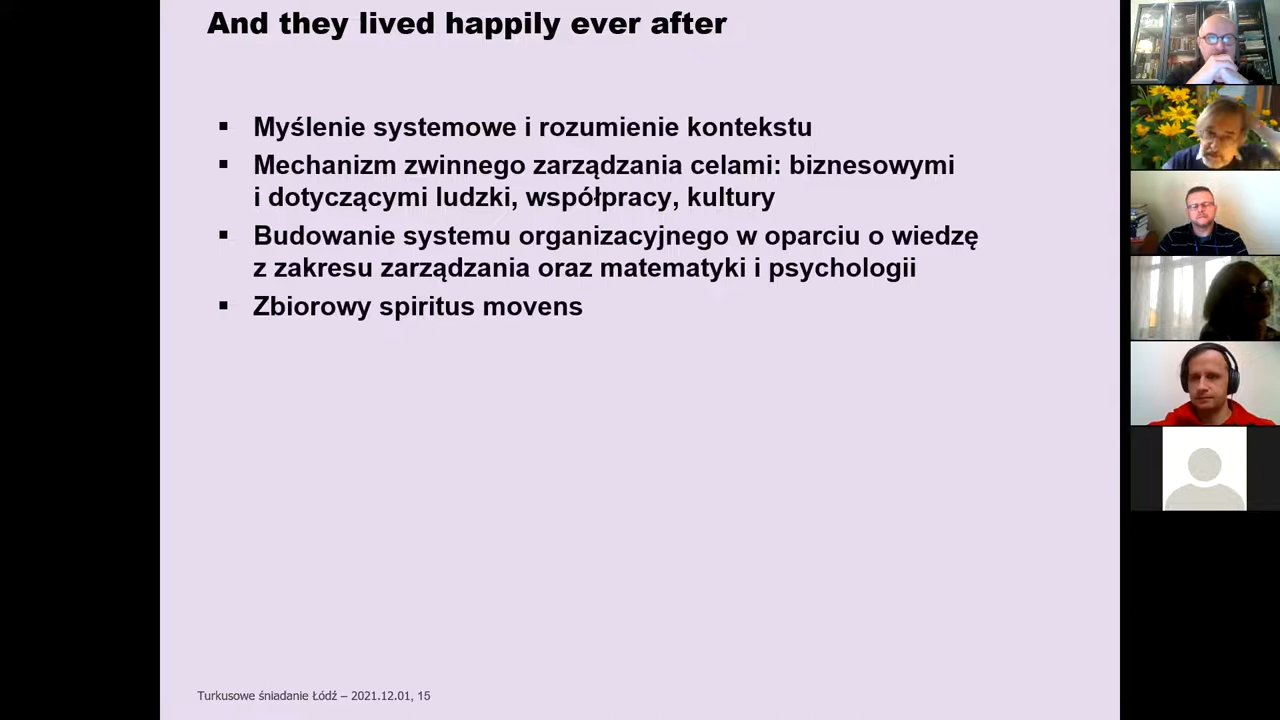 And they lived happily ever after
▪ Myślenie systemowe i rozumienie kontekstu
▪ Mechanizm zwinnego zarządzania celami: biznesowymi
i dotyczącymi ludzki, współpracy, kultury
▪ Budowanie systemu organizacyjnego w oparciu o wiedzę
z zakresu zarządzania oraz matematyki i psychologii
▪ Zbiorowy spiritus movens
Turkusowe śniadanie Łódź – 2021.12.01, 15